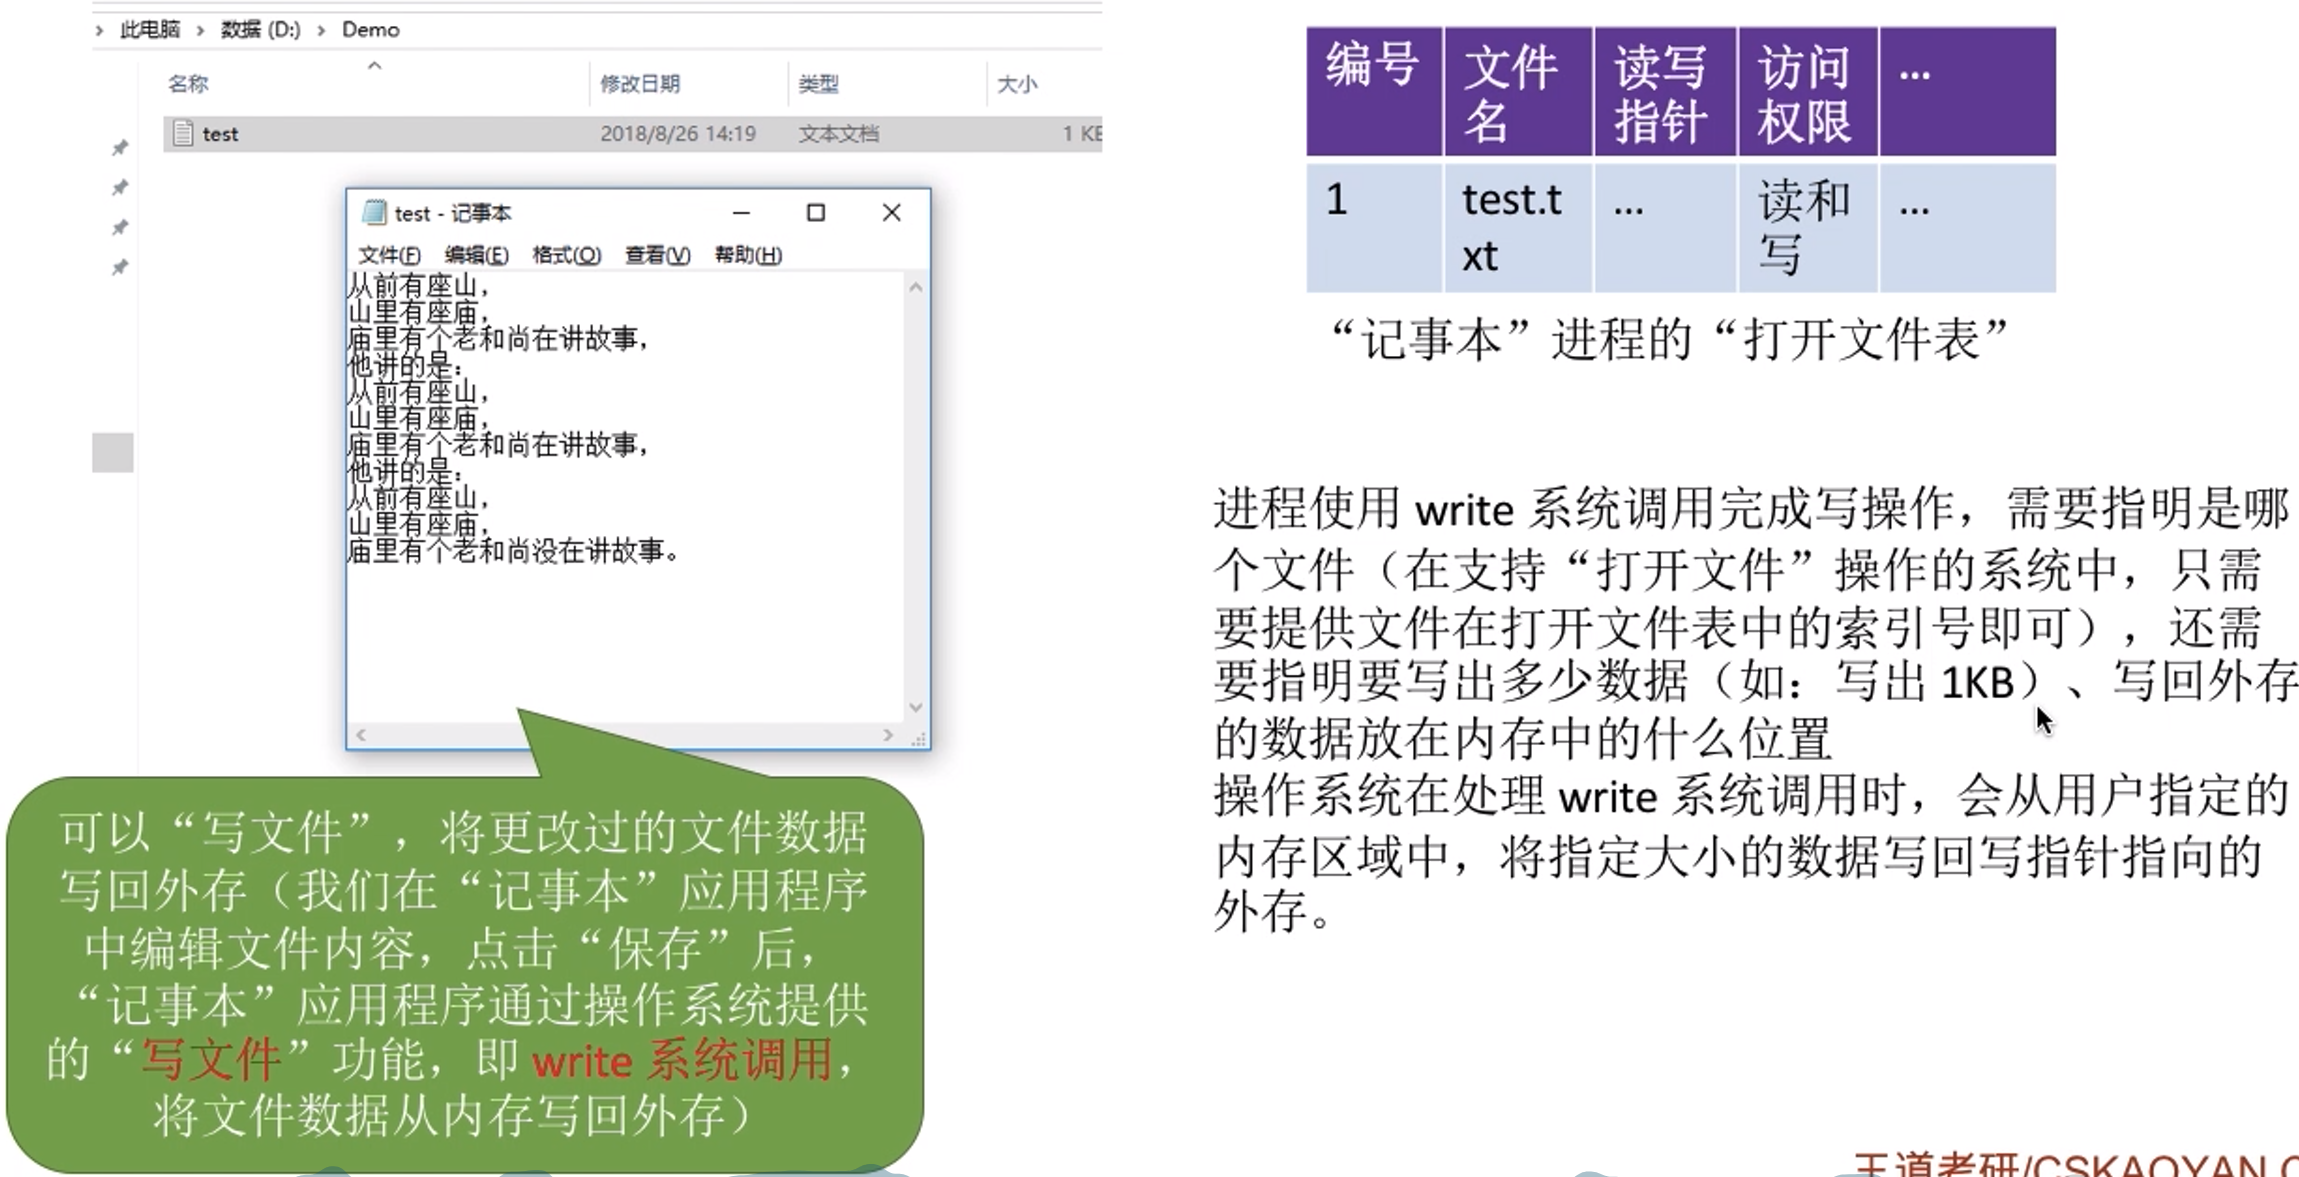 此电脑 › 数据 (D:) › Demo
名称 修改日期 类型 大小
test 2018/8/26 14:19 文本文档 1 KB
test - 记事本
文件(F) 编辑(E) 格式(O) 查看(V) 帮助(H)
从前有座山，
山里有座庙，
庙里有个老和尚在讲故事，
他讲的是：
从前有座山，
山里有座庙，
庙里有个老和尚在讲故事，
他讲的是：
从前有座山，
山里有座庙，
庙里有个老和尚没在讲故事。
可以“写文件”，将更改过的文件数据
写回外存（我们在“记事本”应用程序
中编辑文件内容，点击“保存”后，
“记事本”应用程序通过操作系统提供
的“写文件”功能，即 write 系统调用，
将文件数据从内存写回外存）
编号 文件 读写 访问 ...
名 指针 权限
1 test.t ... 读和 ...
xt 写
“记事本”进程的“打开文件表”
进程使用 write 系统调用完成写操作，需要指明是哪
个文件（在支持“打开文件”操作的系统中，只需
要提供文件在打开文件表中的索引号即可），还需
要指明要写出多少数据（如：写出 1KB）、写回外存
的数据放在内存中的什么位置
操作系统在处理 write 系统调用时，会从用户指定的
内存区域中，将指定大小的数据写回写指针指向的
外存。
王道考研/CSKAOYAN.C